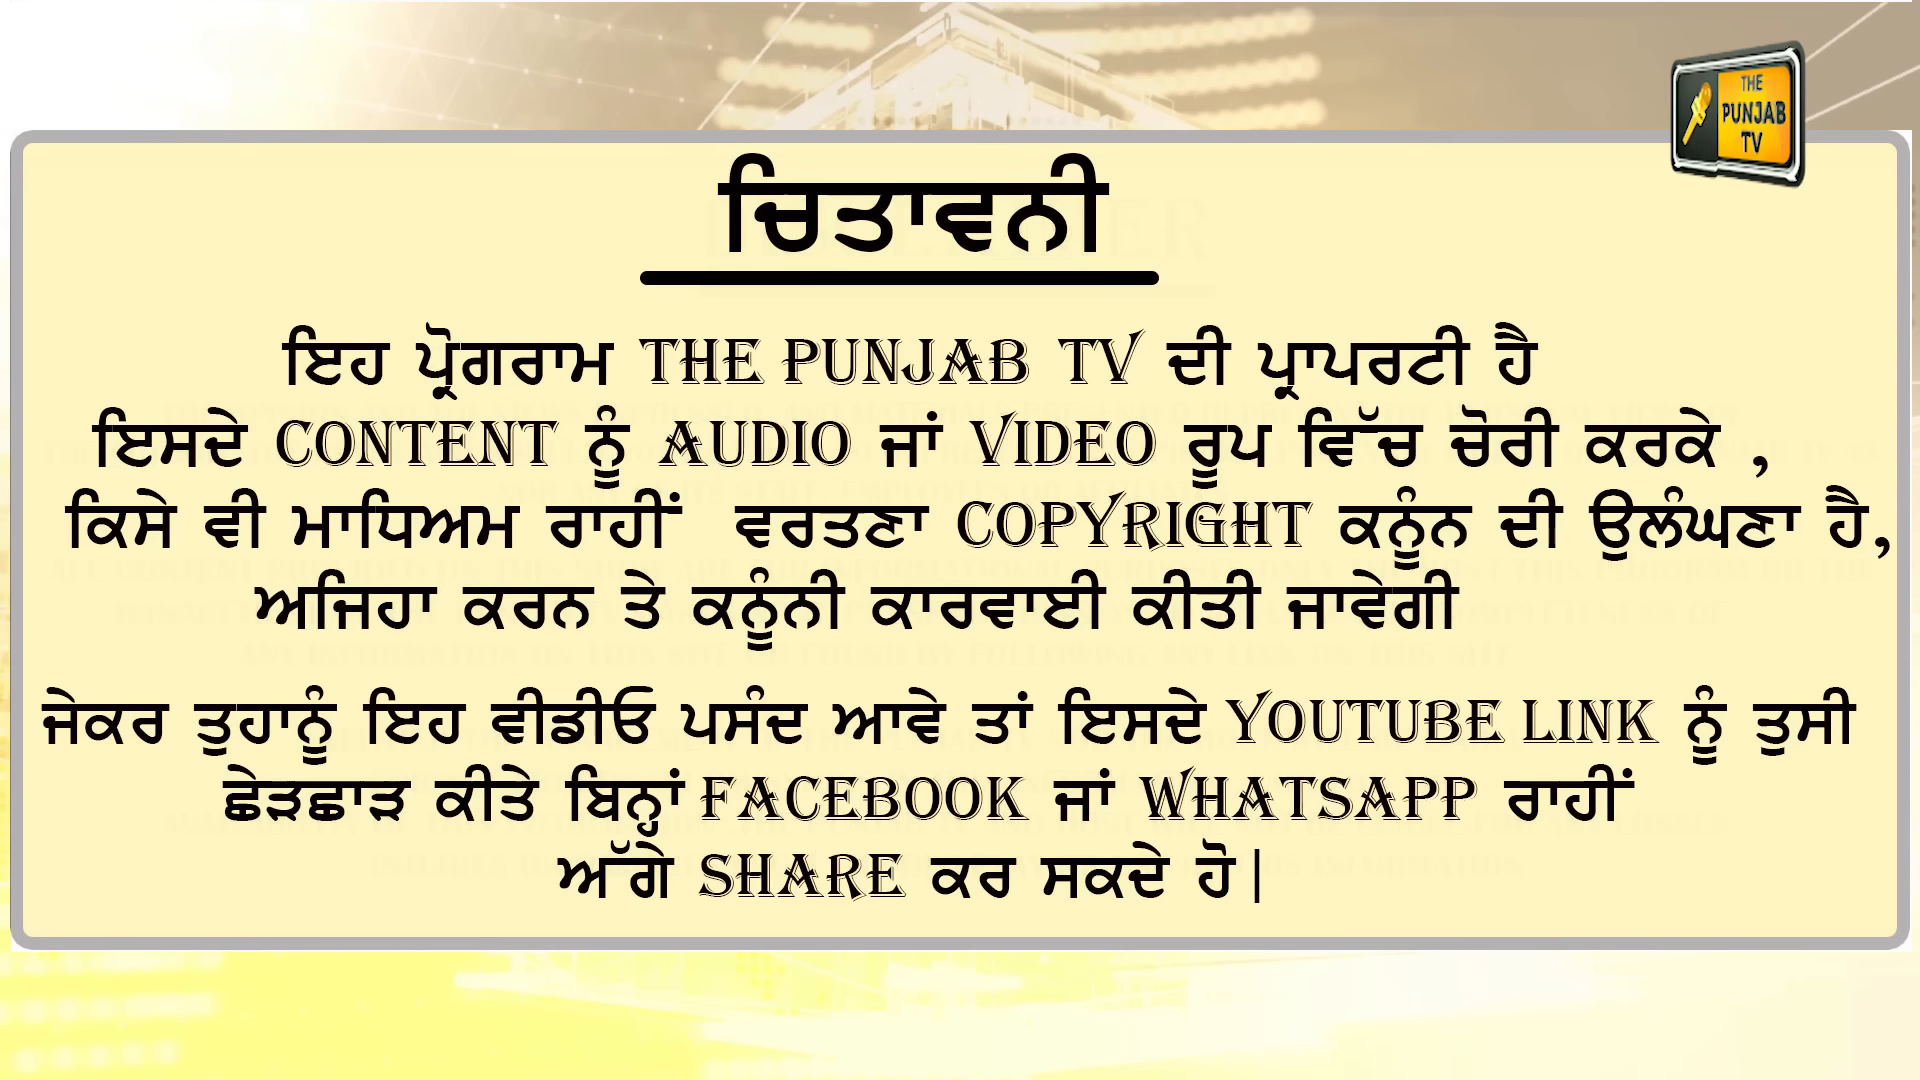 THE
PUNJAB
TV
ਚਿਤਾਵਨੀ
ਇਹ ਪ੍ਰੋਗਰਾਮ THE PUNJAB TV ਦੀ ਪ੍ਰਾਪਰਟੀ ਹੈ
ਇਸਦੇ CONTENT ਨੂੰ AUDIO ਜਾਂ VIDEO ਰੂਪ ਵਿੱਚ ਚੋਰੀ ਕਰਕੇ ,
ਕਿਸੇ ਵੀ ਮਾਧਿਅਮ ਰਾਹੀਂ ਵਰਤਣਾ COPYRIGHT ਕਨੂੰਨ ਦੀ ਉਲੰਘਣਾ ਹੈ,
ਅਜਿਹਾ ਕਰਨ ਤੇ ਕਨੂੰਨੀ ਕਾਰਵਾਈ ਕੀਤੀ ਜਾਵੇਗੀ
ਜੇਕਰ ਤੁਹਾਨੂੰ ਇਹ ਵੀਡੀਓ ਪਸੰਦ ਆਵੇ ਤਾਂ ਇਸਦੇ YOUTUBE LINK ਨੂੰ ਤੁਸੀ
ਛੇੜਛਾੜ ਕੀਤੇ ਬਿਨ੍ਹਾਂ FACEBOOK ਜਾਂ WHATSAPP ਰਾਹੀਂ
ਅੱਗੇ SHARE ਕਰ ਸਕਦੇ ਹੋ|